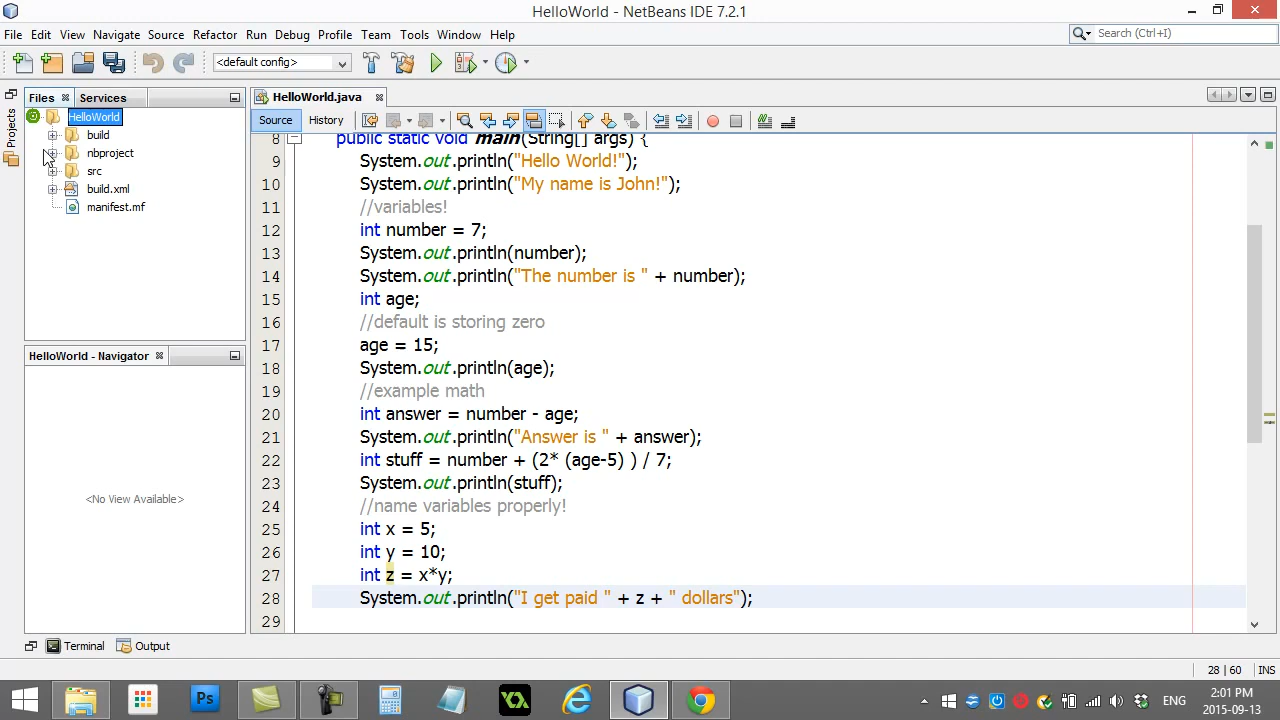 HelloWorld - NetBeans IDE 7.2.1
File Edit View Navigate Source Refactor Run Debug Profile Team Tools Window Help
Search (Ctrl+I)
<default config>
Files Services
HelloWorld.java
Projects
HelloWorld
build
nbproject
src
build.xml
manifest.mf
Source History
8 public static void main(String[] args) {
9 System.out.println("Hello World!");
10 System.out.println("My name is John!");
11 //variables!
12 int number = 7;
13 System.out.println(number);
14 System.out.println("The number is " + number);
15 int age;
16 //default is storing zero
17 age = 15;
18 System.out.println(age);
19 //example math
20 int answer = number - age;
21 System.out.println("Answer is " + answer);
22 int stuff = number + (2* (age-5) ) / 7;
23 System.out.println(stuff);
24 //name variables properly!
25 int x = 5;
26 int y = 10;
27 int z = x*y;
28 System.out.println("I get paid " + z + " dollars");
29
HelloWorld - Navigator
<No View Available>
Terminal Output
28 | 60 INS
Ps
ENG
2:01 PM
2015-09-13